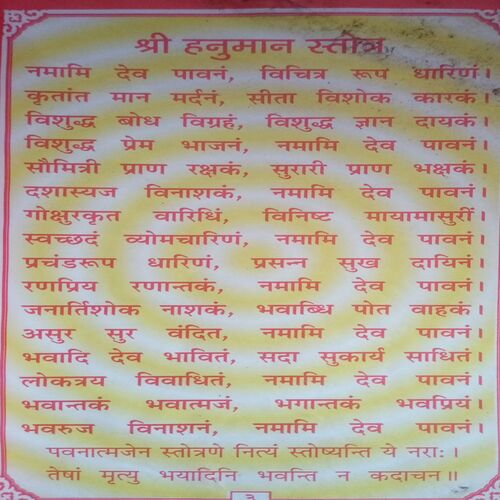 श्री हनुमान स्तोत्र
नमामि देव पावनं, विचित्र रूप धारिणं।
कृतांत मान मर्दनं, सीता विशोक कारकं।
विशुद्ध बोध विग्रहं, विशुद्ध ज्ञान दायकं।
विशुद्ध प्रेम भाजनं, नमामि देव पावनं।
सौमित्री प्राण रक्षकं, सुरारी प्राण भक्षकं।
दशास्यज विनाशकं, नमामि देव पावनं।
गोक्षुरकृत वारिधिं, विनिष्ट मायामासुरीं।
स्वच्छदं व्योमचारिणं, नमामि देव पावनं।
प्रचंडरूप धारिणं, प्रसन्न सुख दायिनं।
रणप्रिय रणान्तकं, नमामि देव पावनं।
जनार्तिशोक नाशकं, भवाब्धि पोत वाहकं।
असुर सुर वंदित, नमामि देव पावनं।
भवादि देव भावितं, सदा सुकार्य साधितं।
लोकत्रय विवाधितं, नमामि देव पावनं।
भवान्तकं भवात्मजं, भगान्तकं भवप्रियं।
भवरुज विनाशनं, नमामि देव पावनं।
पवनात्मजेन स्तोत्रणे नित्यं स्तोष्यन्ति ये नराः।
तेषां मृत्यु भयादिनि भवन्ति न कदाचन॥
३